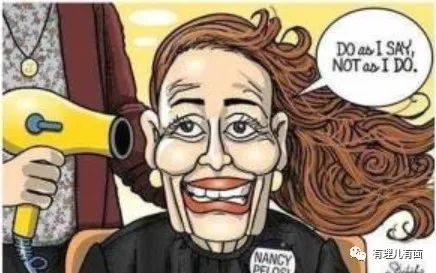 DO as I SAY,
NOT as I DO.
NANCY
PELOSI
有理儿有面